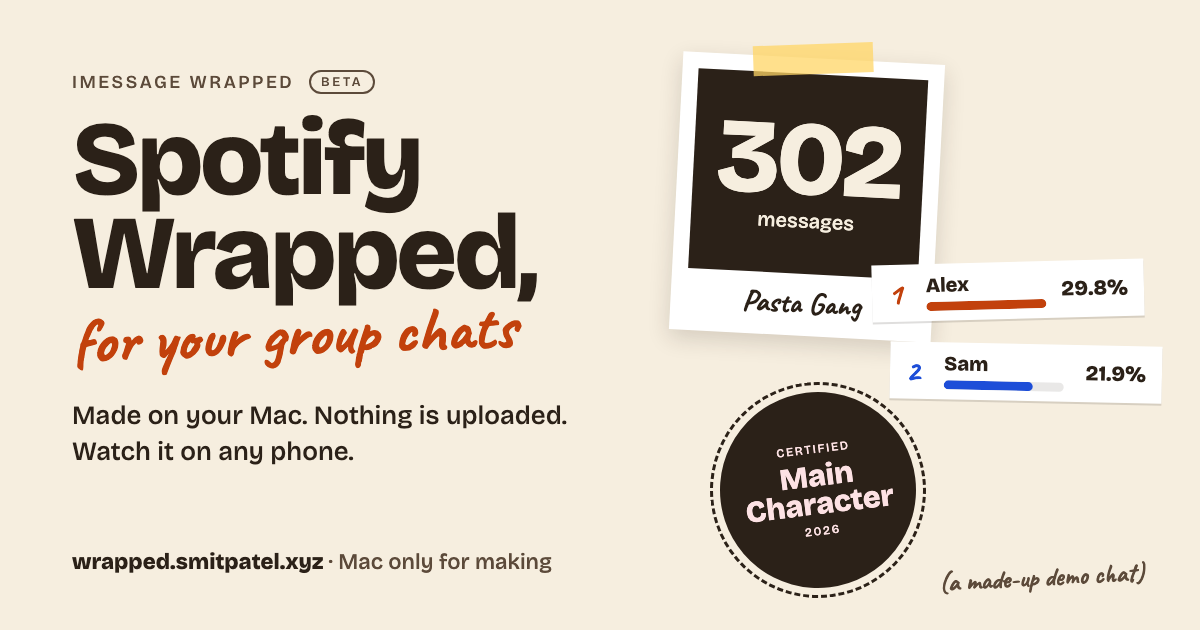 IMESSAGE WRAPPED BETA
Spotify
Wrapped,
for your group chats
Made on your Mac. Nothing is uploaded.
Watch it on any phone.
wrapped.smitpatel.xyz · Mac only for making
302
messages
Pasta Gang
1 Alex 29.8%
2 Sam 21.9%
CERTIFIED
Main
Character
2026
(a made-up demo chat)